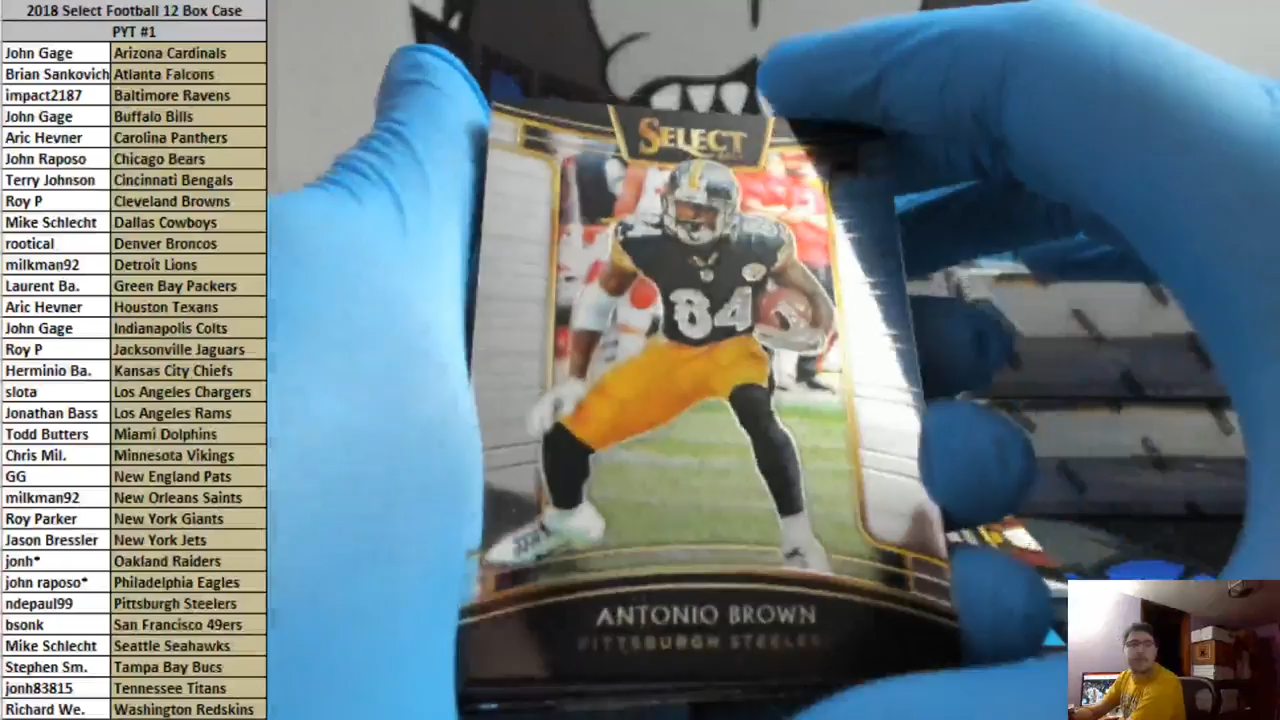 2018 Select Football 12 Box Case
PYT #1
John Gage Arizona Cardinals
Brian Sankovich Atlanta Falcons
impact2187 Baltimore Ravens
John Gage Buffalo Bills
Aric Hevner Carolina Panthers
John Raposo Chicago Bears
Terry Johnson Cincinnati Bengals
Roy P Cleveland Browns
Mike Schlecht Dallas Cowboys
rootical Denver Broncos
milkman92 Detroit Lions
Laurent Ba. Green Bay Packers
Aric Hevner Houston Texans
John Gage Indianapolis Colts
Roy P Jacksonville Jaguars
Herminio Ba. Kansas City Chiefs
slota Los Angeles Chargers
Jonathan Bass Los Angeles Rams
Todd Butters Miami Dolphins
Chris Mil. Minnesota Vikings
GG New England Pats
milkman92 New Orleans Saints
Roy Parker New York Giants
Jason Bressler New York Jets
jonh* Oakland Raiders
john raposo* Philadelphia Eagles
ndepaul99 Pittsburgh Steelers
bsonk San Francisco 49ers
Mike Schlecht Seattle Seahawks
Stephen Sm. Tampa Bay Bucs
jonh83815 Tennessee Titans
Richard We. Washington Redskins
SELECT
84
84
ANTONIO BROWN
PITTSBURGH STEELE